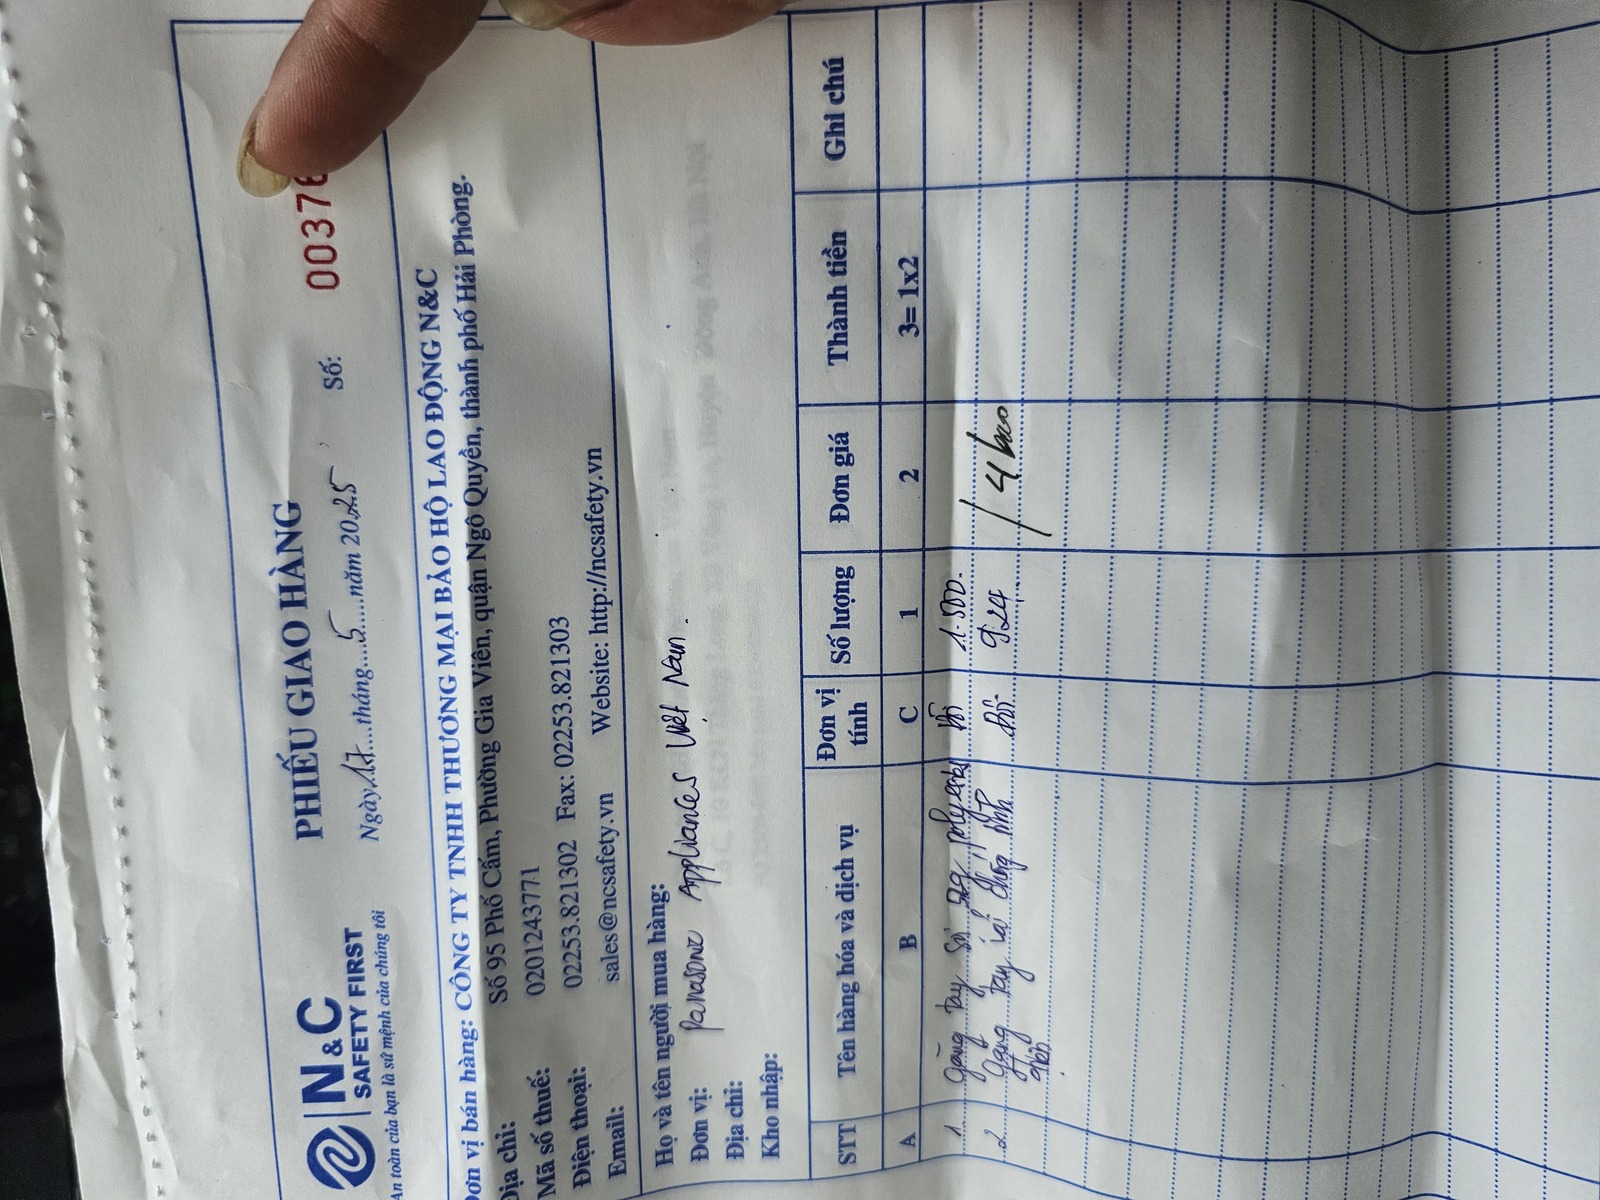 N&C
SAFETY FIRST
An toàn của bạn là sứ mệnh của chúng tôi
PHIẾU GIAO HÀNG
Ngày 17 tháng 5 năm 2025 Số: 0037
Đơn vị bán hàng: CÔNG TY TNHH THƯƠNG MẠI BẢO HỘ LAO ĐỘNG N&C
Địa chỉ: Số 95 Phố Cấm, Phường Gia Viên, quận Ngô Quyền, thành phố Hải Phòng.
Mã số thuế: 0201243771
Điện thoại: 02253.821302 Fax: 02253.821303
Email: sales@ncsafety.vn Website: http://ncsafety.vn
Họ và tên người mua hàng:
Đơn vị: Panasonic Appliances Việt Nam.
Địa chỉ:
Kho nhập:
STT Tên hàng hóa và dịch vụ Đơn vị tính Số lượng Đơn giá Thành tiền Ghi chú
A B C 1 2 3= 1x2
1 Găng tay sợi polyester Đôi 1.500.
2 Găng tay Đôi 924 / 4 bao